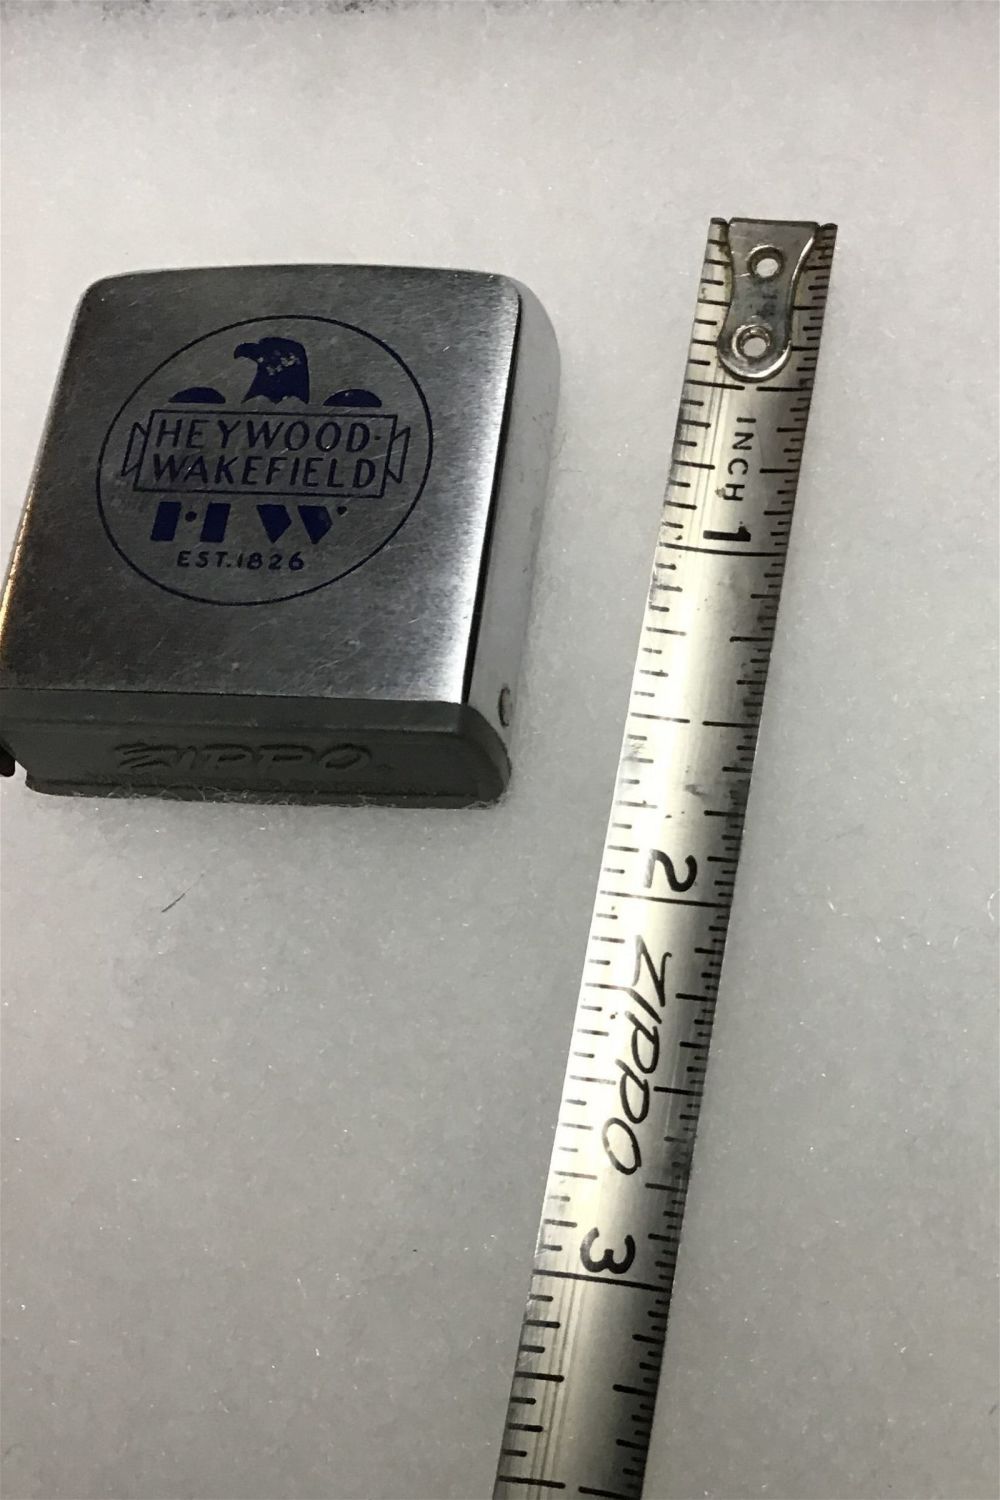 HEYWOOD-
WAKEFIELD
HW
EST.1826
ZIPPO
INCH
1
2
ZIPPO
3